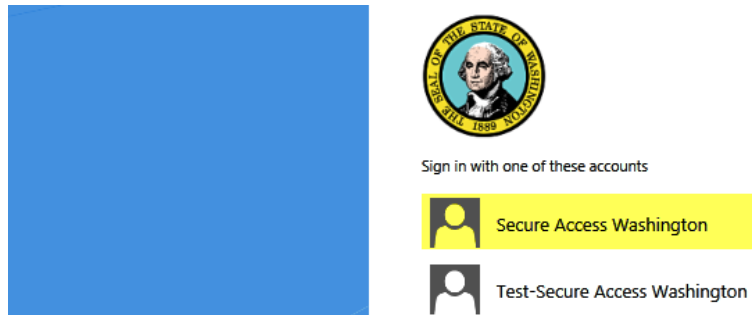 THE SEAL OF THE STATE OF WASHINGTON
1889
Sign in with one of these accounts
Secure Access Washington
Test-Secure Access Washington